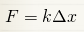 F = kΔx